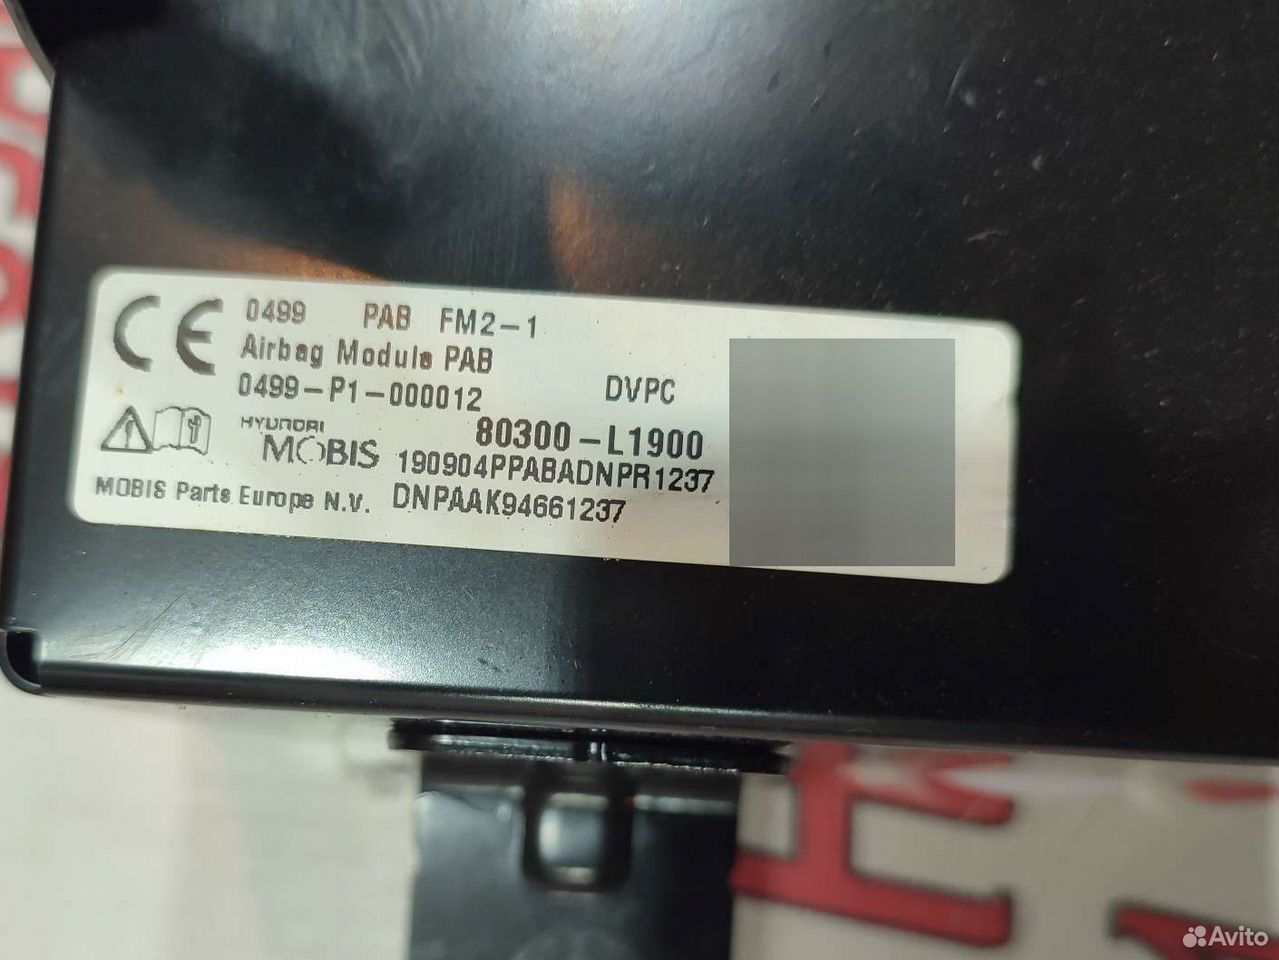 CE 0499 PAB FM2-1
Airbag Module PAB
0499-P1-000012 DVPC
HYUNDAI
MOBIS 80300-L1900
190904PPABADNPR1237
MOBIS Parts Europe N.V. DNPAAK94661237
Avito